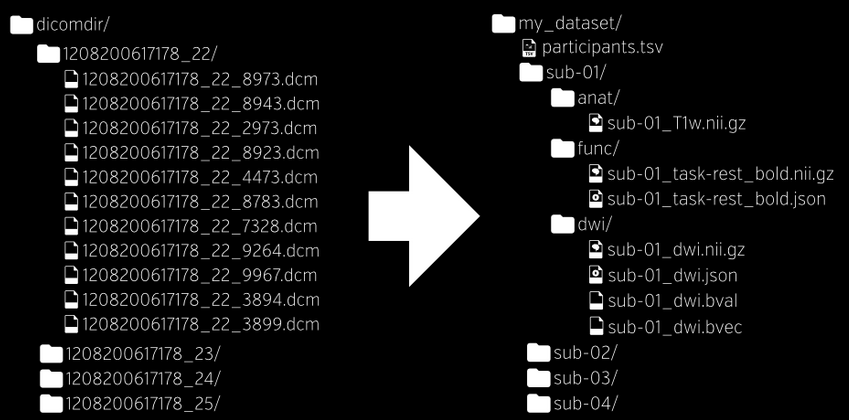 dicomdir/
1208200617178_22/
1208200617178_22_8973.dcm
1208200617178_22_8943.dcm
1208200617178_22_2973.dcm
1208200617178_22_8923.dcm
1208200617178_22_4473.dcm
1208200617178_22_8783.dcm
1208200617178_22_7328.dcm
1208200617178_22_9264.dcm
1208200617178_22_9967.dcm
1208200617178_22_3894.dcm
1208200617178_22_3899.dcm
1208200617178_23/
1208200617178_24/
1208200617178_25/
my_dataset/
participants.tsv
sub-01/
anat/
sub-01_T1w.nii.gz
func/
sub-01_task-rest_bold.nii.gz
sub-01_task-rest_bold.json
dwi/
sub-01_dwi.nii.gz
sub-01_dwi.json
sub-01_dwi.bval
sub-01_dwi.bvec
sub-02/
sub-03/
sub-04/